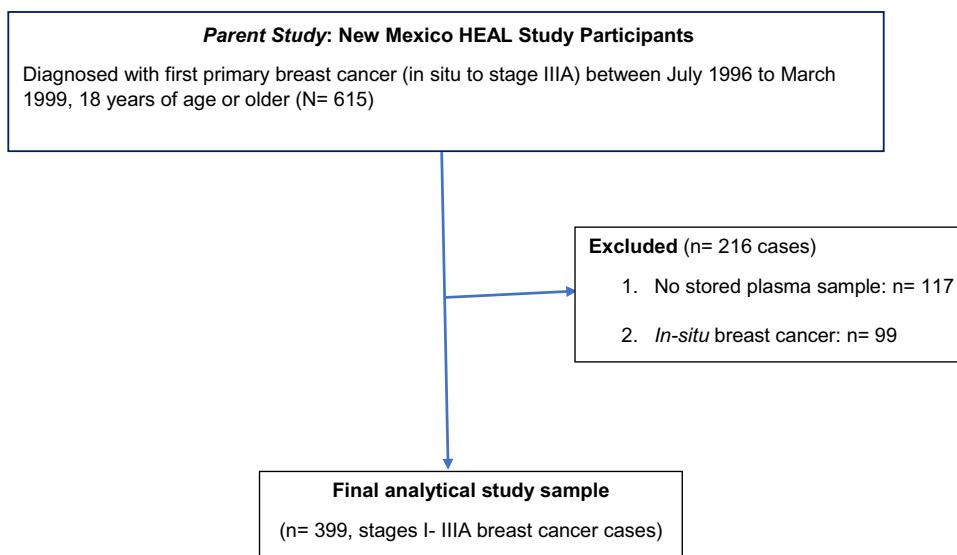 Parent Study: New Mexico HEAL Study Participants
Diagnosed with first primary breast cancer (in situ to stage IIIA) between July 1996 to March
1999, 18 years of age or older (N= 615)
Excluded (n= 216 cases)
1. No stored plasma sample: n= 117
2. In-situ breast cancer: n= 99
Final analytical study sample
(n= 399, stages I- IIIA breast cancer cases)